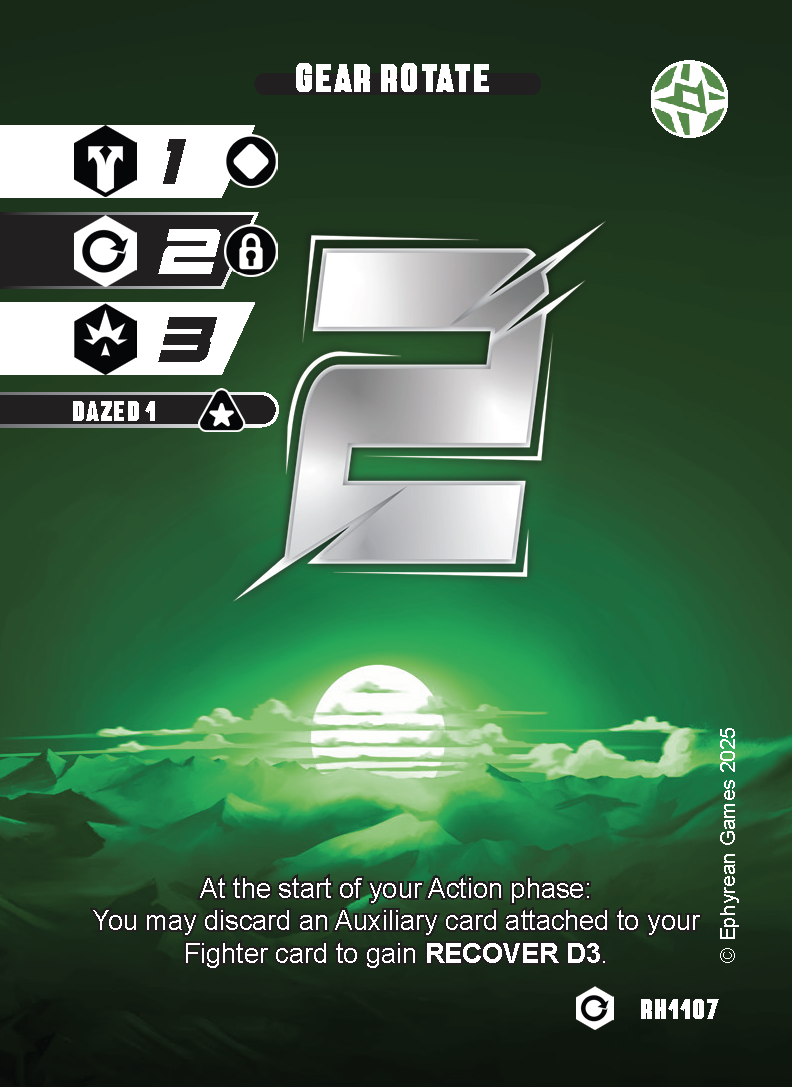 GEAR ROTATE
1
2
3
DAZED 1
2
At the start of your Action phase:
You may discard an Auxiliary card attached to your
Fighter card to gain RECOVER D3.
© Ephyrean Games 2025
RH1107